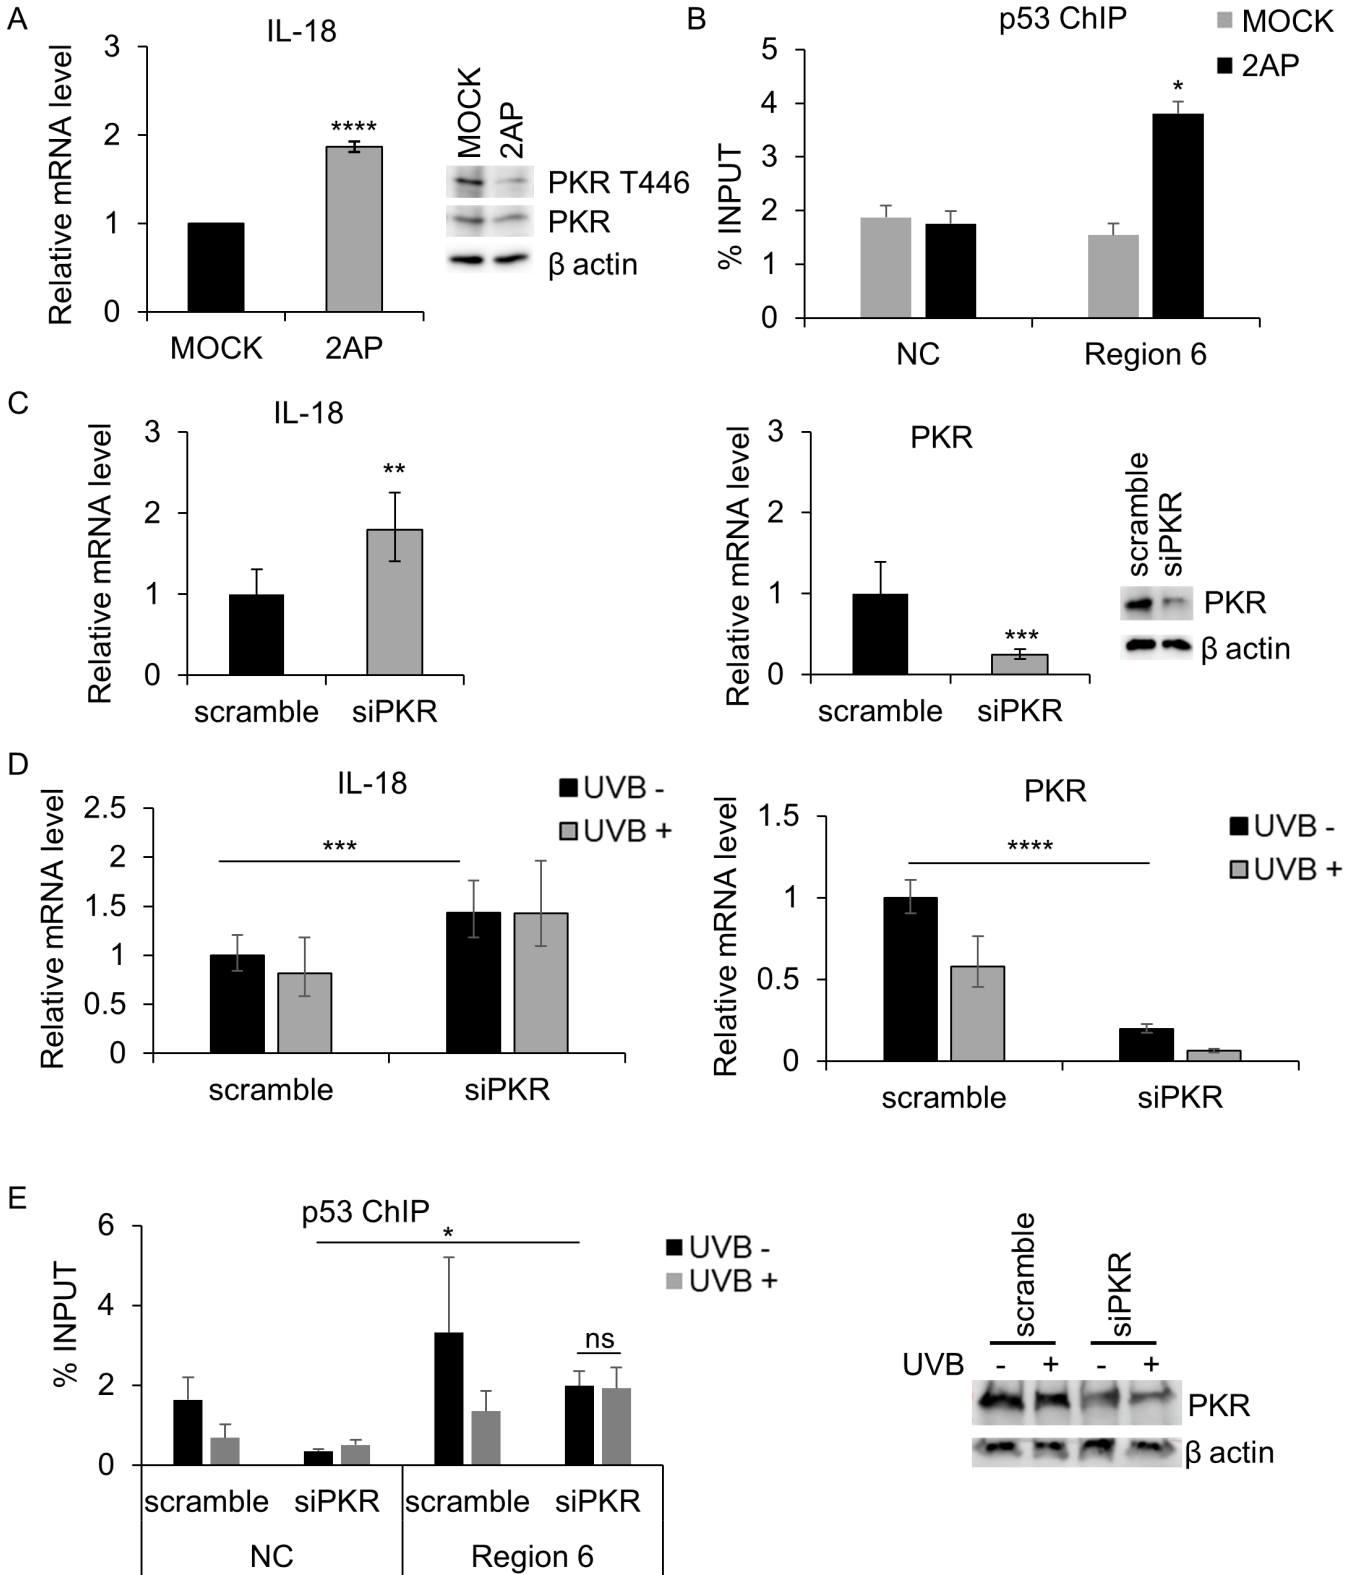 A
IL-18
Relative mRNA level
3
2
1
0
****
MOCK
2AP
MOCK
2AP
PKR T446
PKR
β actin
B
p53 ChIP
MOCK
2AP
% INPUT
5
4
3
2
1
0
*
NC
Region 6
C
IL-18
Relative mRNA level
3
2
1
0
**
scramble
siPKR
PKR
Relative mRNA level
3
2
1
0
***
scramble
siPKR
scramble
siPKR
PKR
β actin
D
IL-18
UVB -
UVB +
Relative mRNA level
2.5
2
1.5
1
0.5
0
***
scramble
siPKR
PKR
UVB -
UVB +
Relative mRNA level
1.5
1
0.5
0
****
scramble
siPKR
E
p53 ChIP
UVB -
UVB +
% INPUT
6
4
2
0
*
ns
scramble
siPKR
scramble
siPKR
NC
Region 6
scramble
siPKR
UVB - + - +
PKR
β actin